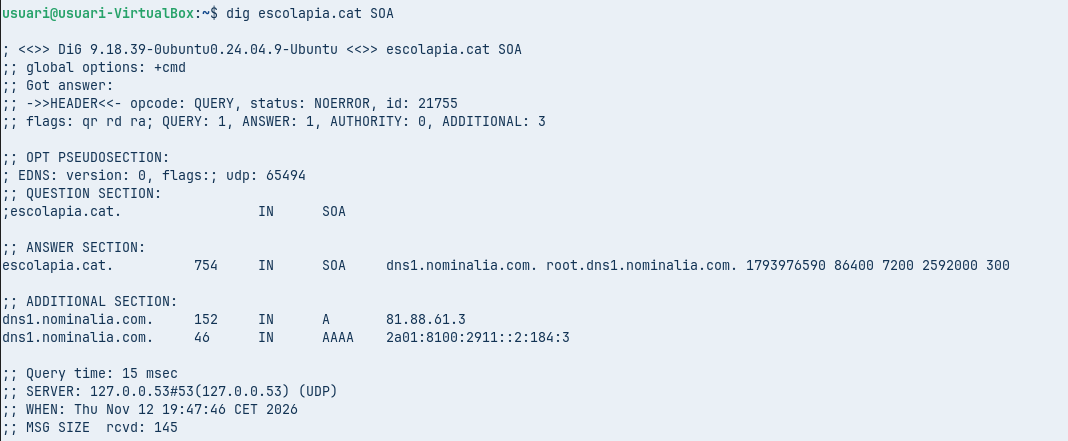 usuari@usuari-VirtualBox:~$ dig escolapia.cat SOA

; <<>> DiG 9.18.39-0ubuntu0.24.04.9-Ubuntu <<>> escolapia.cat SOA
;; global options: +cmd
;; Got answer:
;; ->>HEADER<<- opcode: QUERY, status: NOERROR, id: 21755
;; flags: qr rd ra; QUERY: 1, ANSWER: 1, AUTHORITY: 0, ADDITIONAL: 3

;; OPT PSEUDOSECTION:
; EDNS: version: 0, flags:; udp: 65494
;; QUESTION SECTION:
;escolapia.cat.                 IN      SOA

;; ANSWER SECTION:
escolapia.cat.          754     IN      SOA     dns1.nominalia.com. root.dns1.nominalia.com. 1793976590 86400 7200 2592000 300

;; ADDITIONAL SECTION:
dns1.nominalia.com.     152     IN      A       81.88.61.3
dns1.nominalia.com.     46      IN      AAAA    2a01:8100:2911::2:184:3

;; Query time: 15 msec
;; SERVER: 127.0.0.53#53(127.0.0.53) (UDP)
;; WHEN: Thu Nov 12 19:47:46 CET 2026
;; MSG SIZE  rcvd: 145